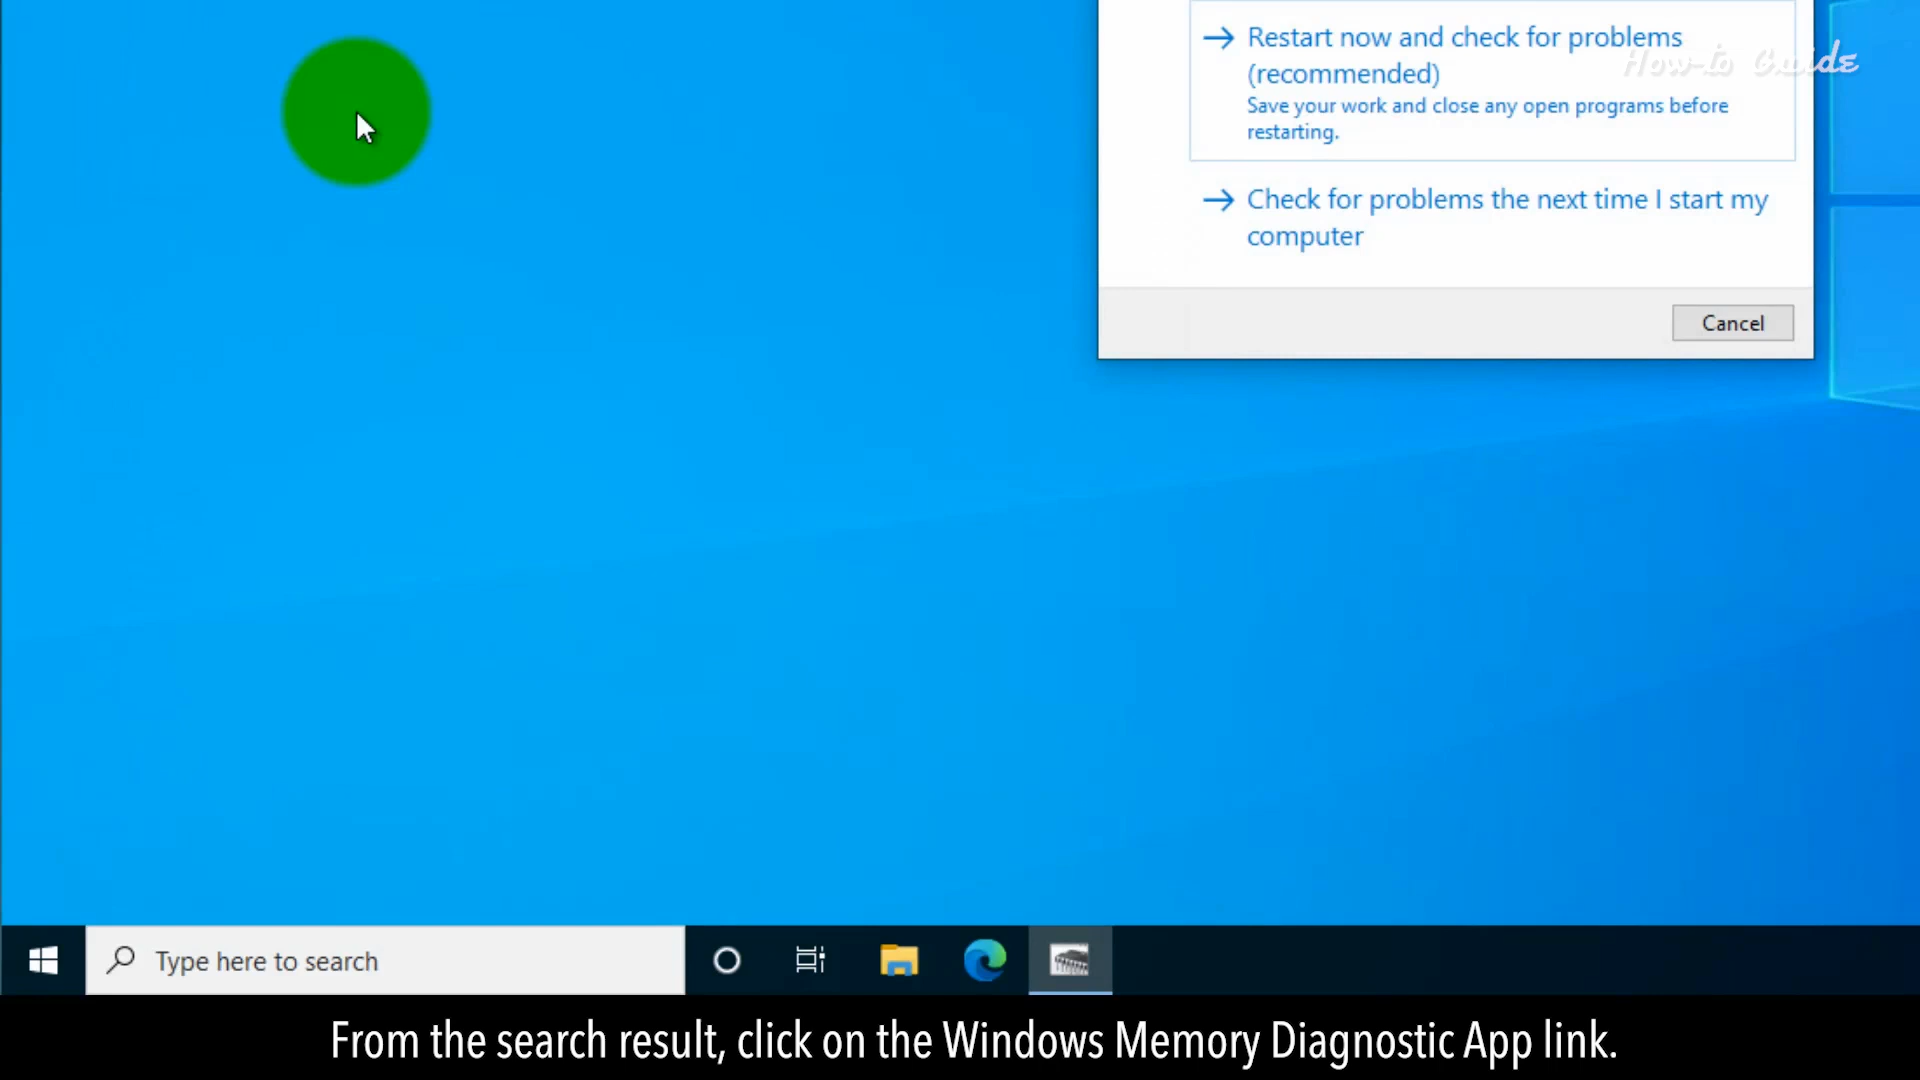 Restart now and check for problems
(recommended)
Save your work and close any open programs before
restarting.
How-to Guide
Check for problems the next time I start my
computer
Cancel
Type here to search
From the search result, click on the Windows Memory Diagnostic App link.